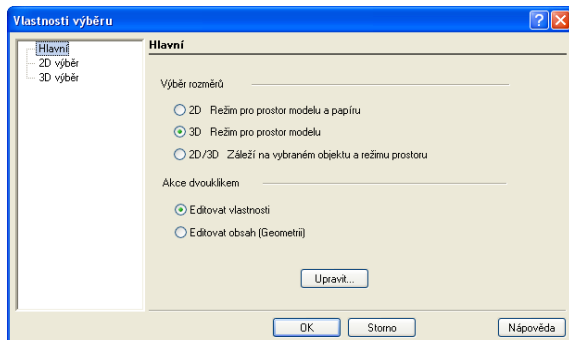 Vlastnosti výběru
Hlavní
2D výběr
3D výběr
Hlavní
Výběr rozměrů
2D Režim pro prostor modelu a papíru
3D Režim pro prostor modelu
2D/3D Záleží na vybraném objektu a režimu prostoru
Akce dvouklikem
Editovat vlastnosti
Editovat obsah (Geometrii)
Upravit...
OK Storno Nápověda